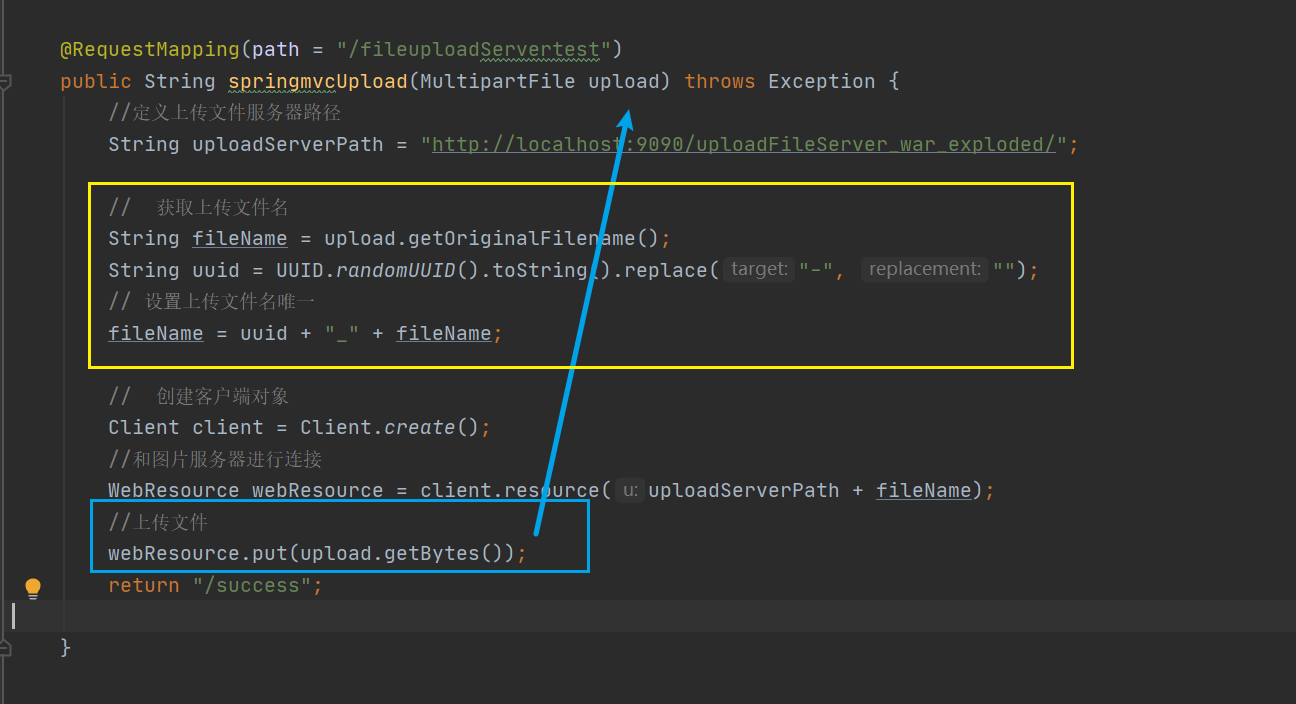 @RequestMapping(path = "/fileuploadServertest")
public String springmvcUpload(MultipartFile upload) throws Exception {
//定义上传文件服务器路径
String uploadServerPath = "http://localhost:9090/uploadFileServer_war_exploded/";
// 获取上传文件名
String fileName = upload.getOriginalFilename();
String uuid = UUID.randomUUID().toString().replace( target: "-", replacement: "");
// 设置上传文件名唯一
fileName = uuid + "_" + fileName;
// 创建客户端对象
Client client = Client.create();
//和图片服务器进行连接
WebResource webResource = client.resource( u: uploadServerPath + fileName);
//上传文件
webResource.put(upload.getBytes());
return "/success";
}